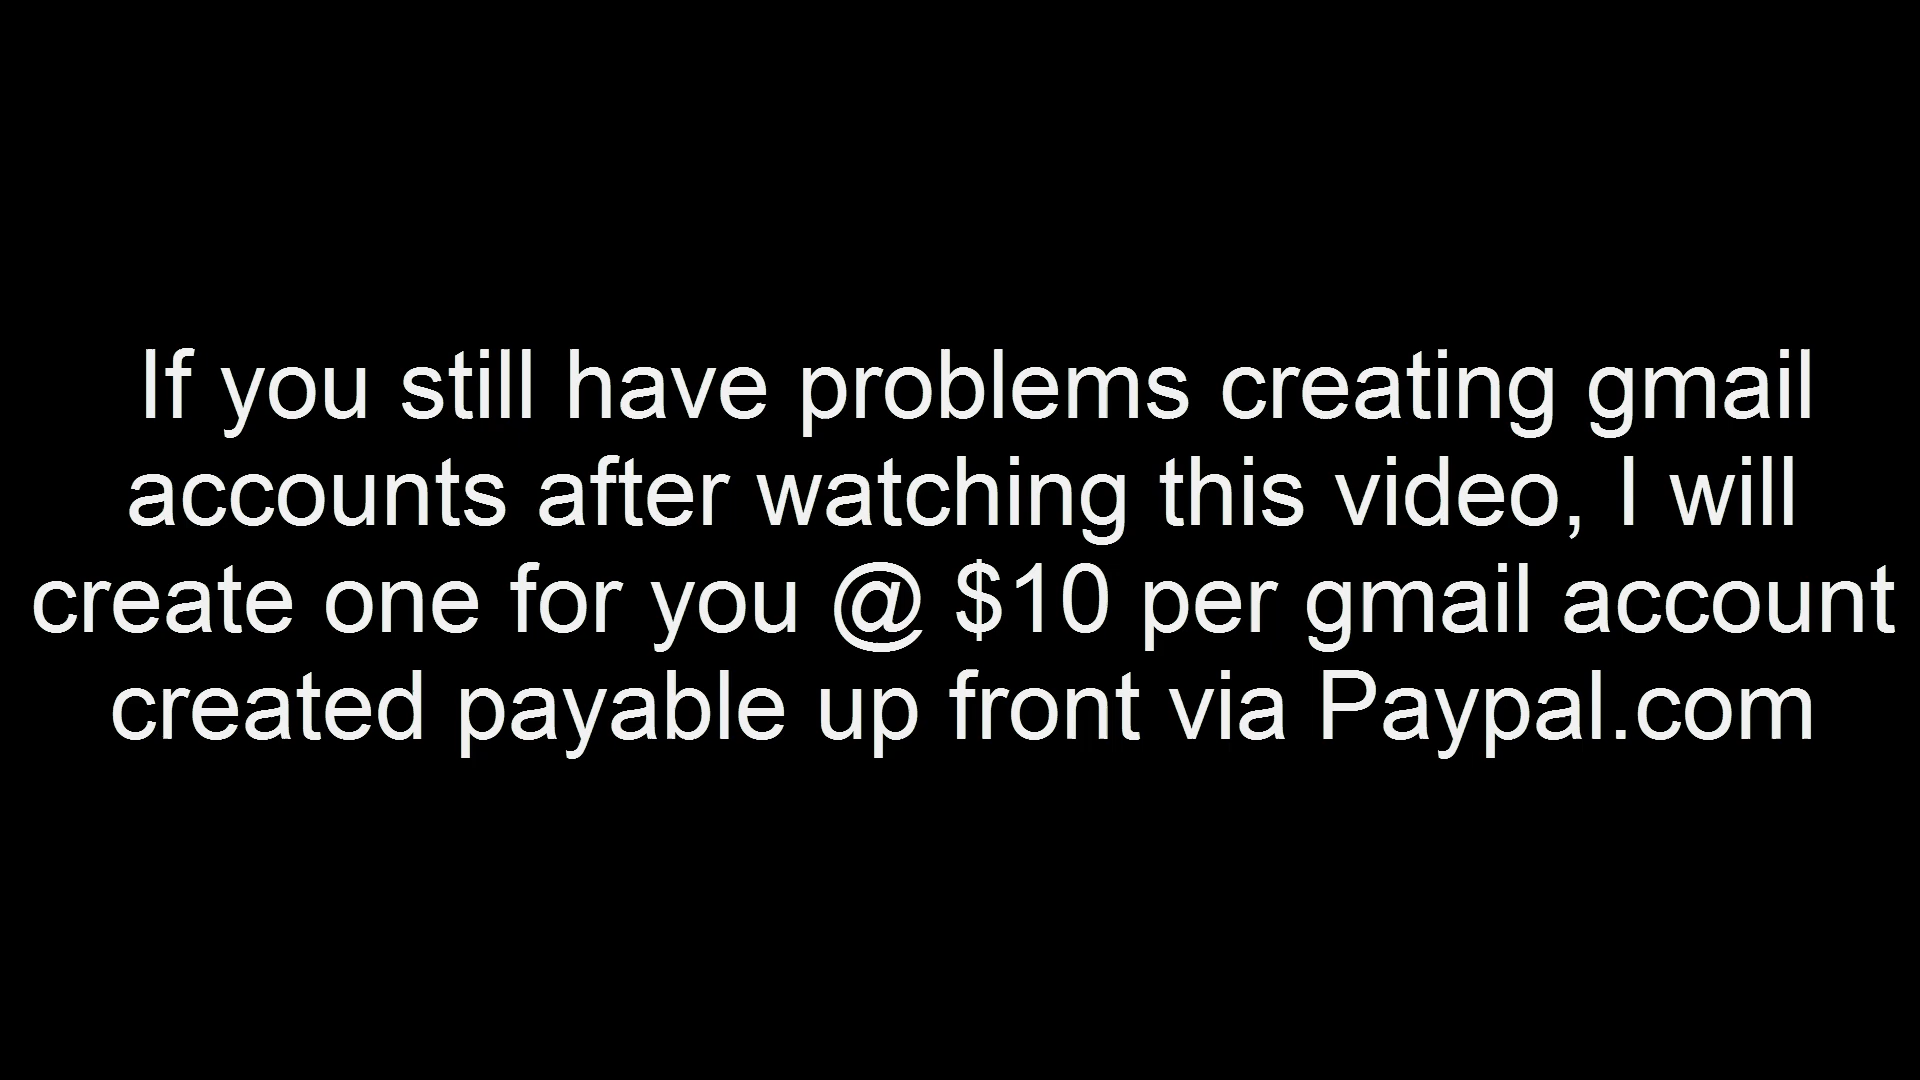 If you still have problems creating gmail
accounts after watching this video, I will
create one for you @ $10 per gmail account
created payable up front via Paypal.com